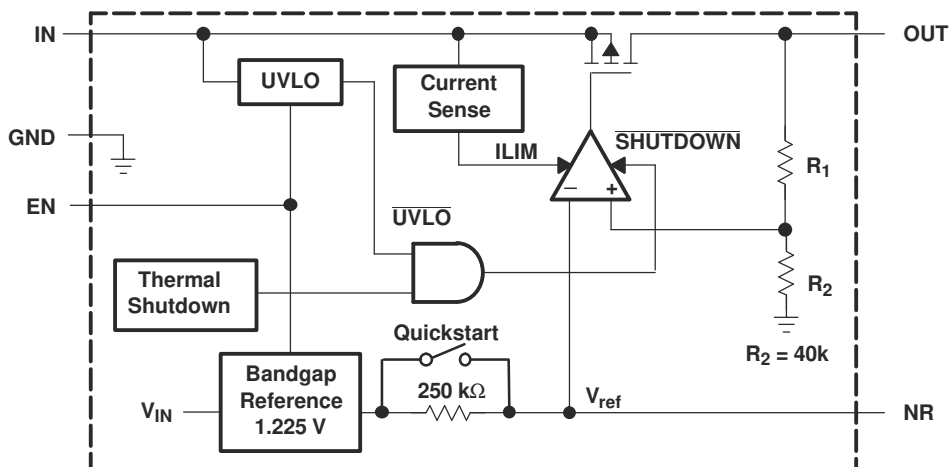 IN
OUT
UVLO
Current
Sense
GND
SHUTDOWN
ILIM
R1
− +
EN
UVLO
Thermal
Shutdown
R2
Quickstart
R2 = 40k
Bandgap
Reference
1.225 V
250 kΩ
VIN
Vref
NR